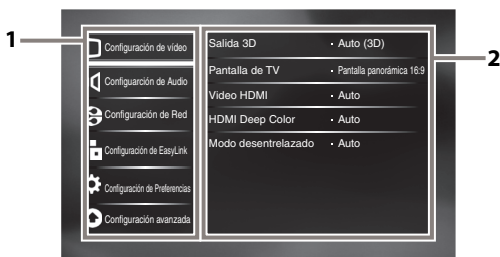 1
2
Configuración de vídeo
Configuarción de Audio
Configuración de Red
Configuración de EasyLink
Configuración de Preferencias
Configuración avanzada
Salida 3D · Auto (3D)
Pantalla de TV · Pantalla panorámica 16:9
Video HDMI · Auto
HDMI Deep Color · Auto
Modo desentrelazado · Auto